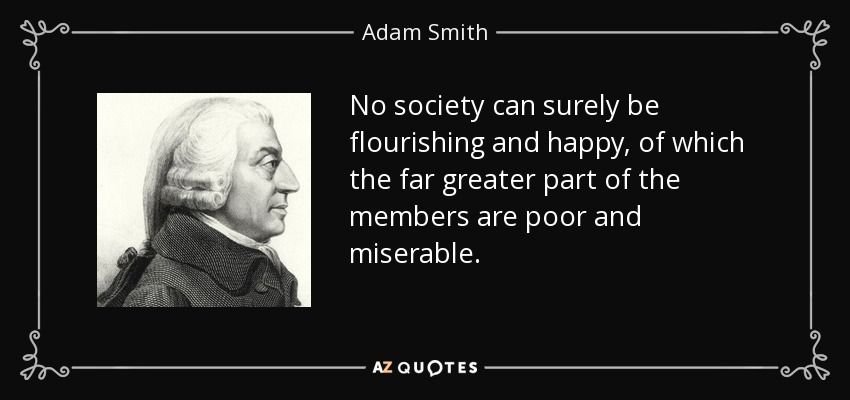 Adam Smith
No society can surely be
flourishing and happy, of which
the far greater part of the
members are poor and
miserable.
AZ QUOTES